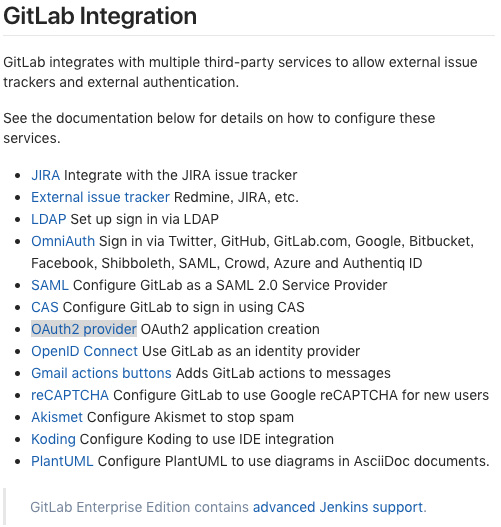 GitLab Integration
GitLab integrates with multiple third-party services to allow external issue
trackers and external authentication.
See the documentation below for details on how to configure these
services.
JIRA Integrate with the JIRA issue tracker
External issue tracker Redmine, JIRA, etc.
LDAP Set up sign in via LDAP
OmniAuth Sign in via Twitter, GitHub, GitLab.com, Google, Bitbucket,
Facebook, Shibboleth, SAML, Crowd, Azure and Authentiq ID
SAML Configure GitLab as a SAML 2.0 Service Provider
CAS Configure GitLab to sign in using CAS
OAuth2 provider OAuth2 application creation
OpenID Connect Use GitLab as an identity provider
Gmail actions buttons Adds GitLab actions to messages
reCAPTCHA Configure GitLab to use Google reCAPTCHA for new users
Akismet Configure Akismet to stop spam
Koding Configure Koding to use IDE integration
PlantUML Configure PlantUML to use diagrams in AsciiDoc documents.
GitLab Enterprise Edition contains advanced Jenkins support.